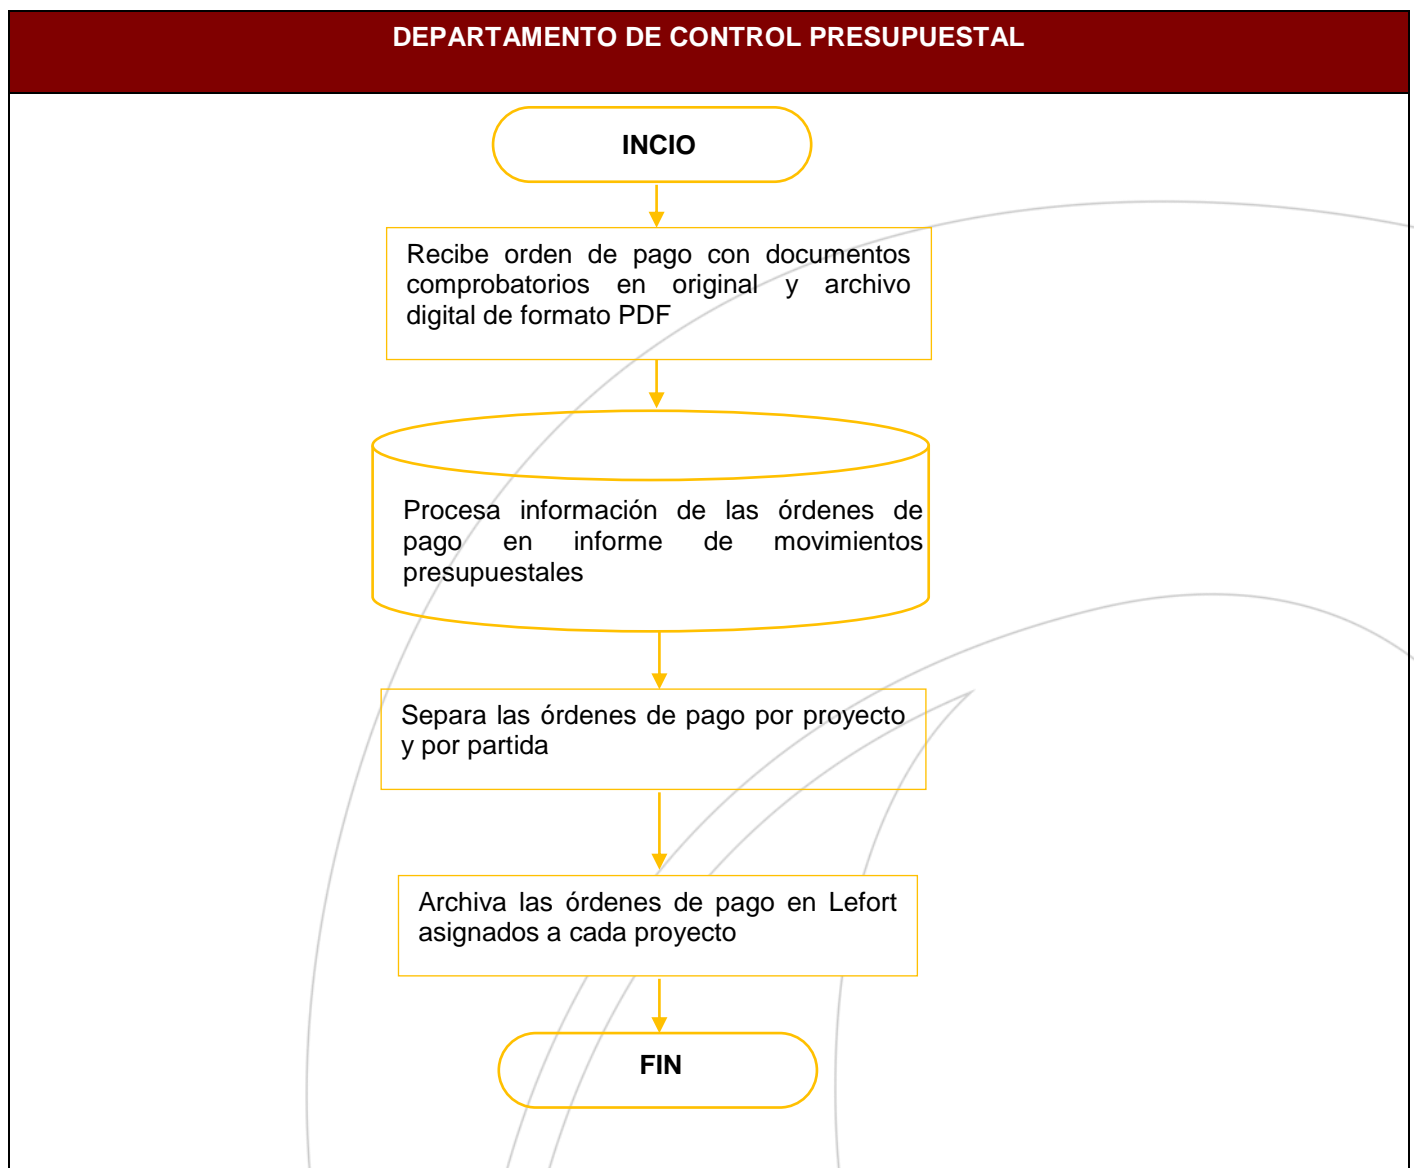 DEPARTAMENTO DE CONTROL PRESUPUESTAL
INCIO
Recibe orden de pago con documentos
comprobatorios en original y archivo
digital de formato PDF
Procesa información de las órdenes de
pago en informe de movimientos
presupuestales
Separa las órdenes de pago por proyecto
y por partida
Archiva las órdenes de pago en Lefort
asignados a cada proyecto
FIN